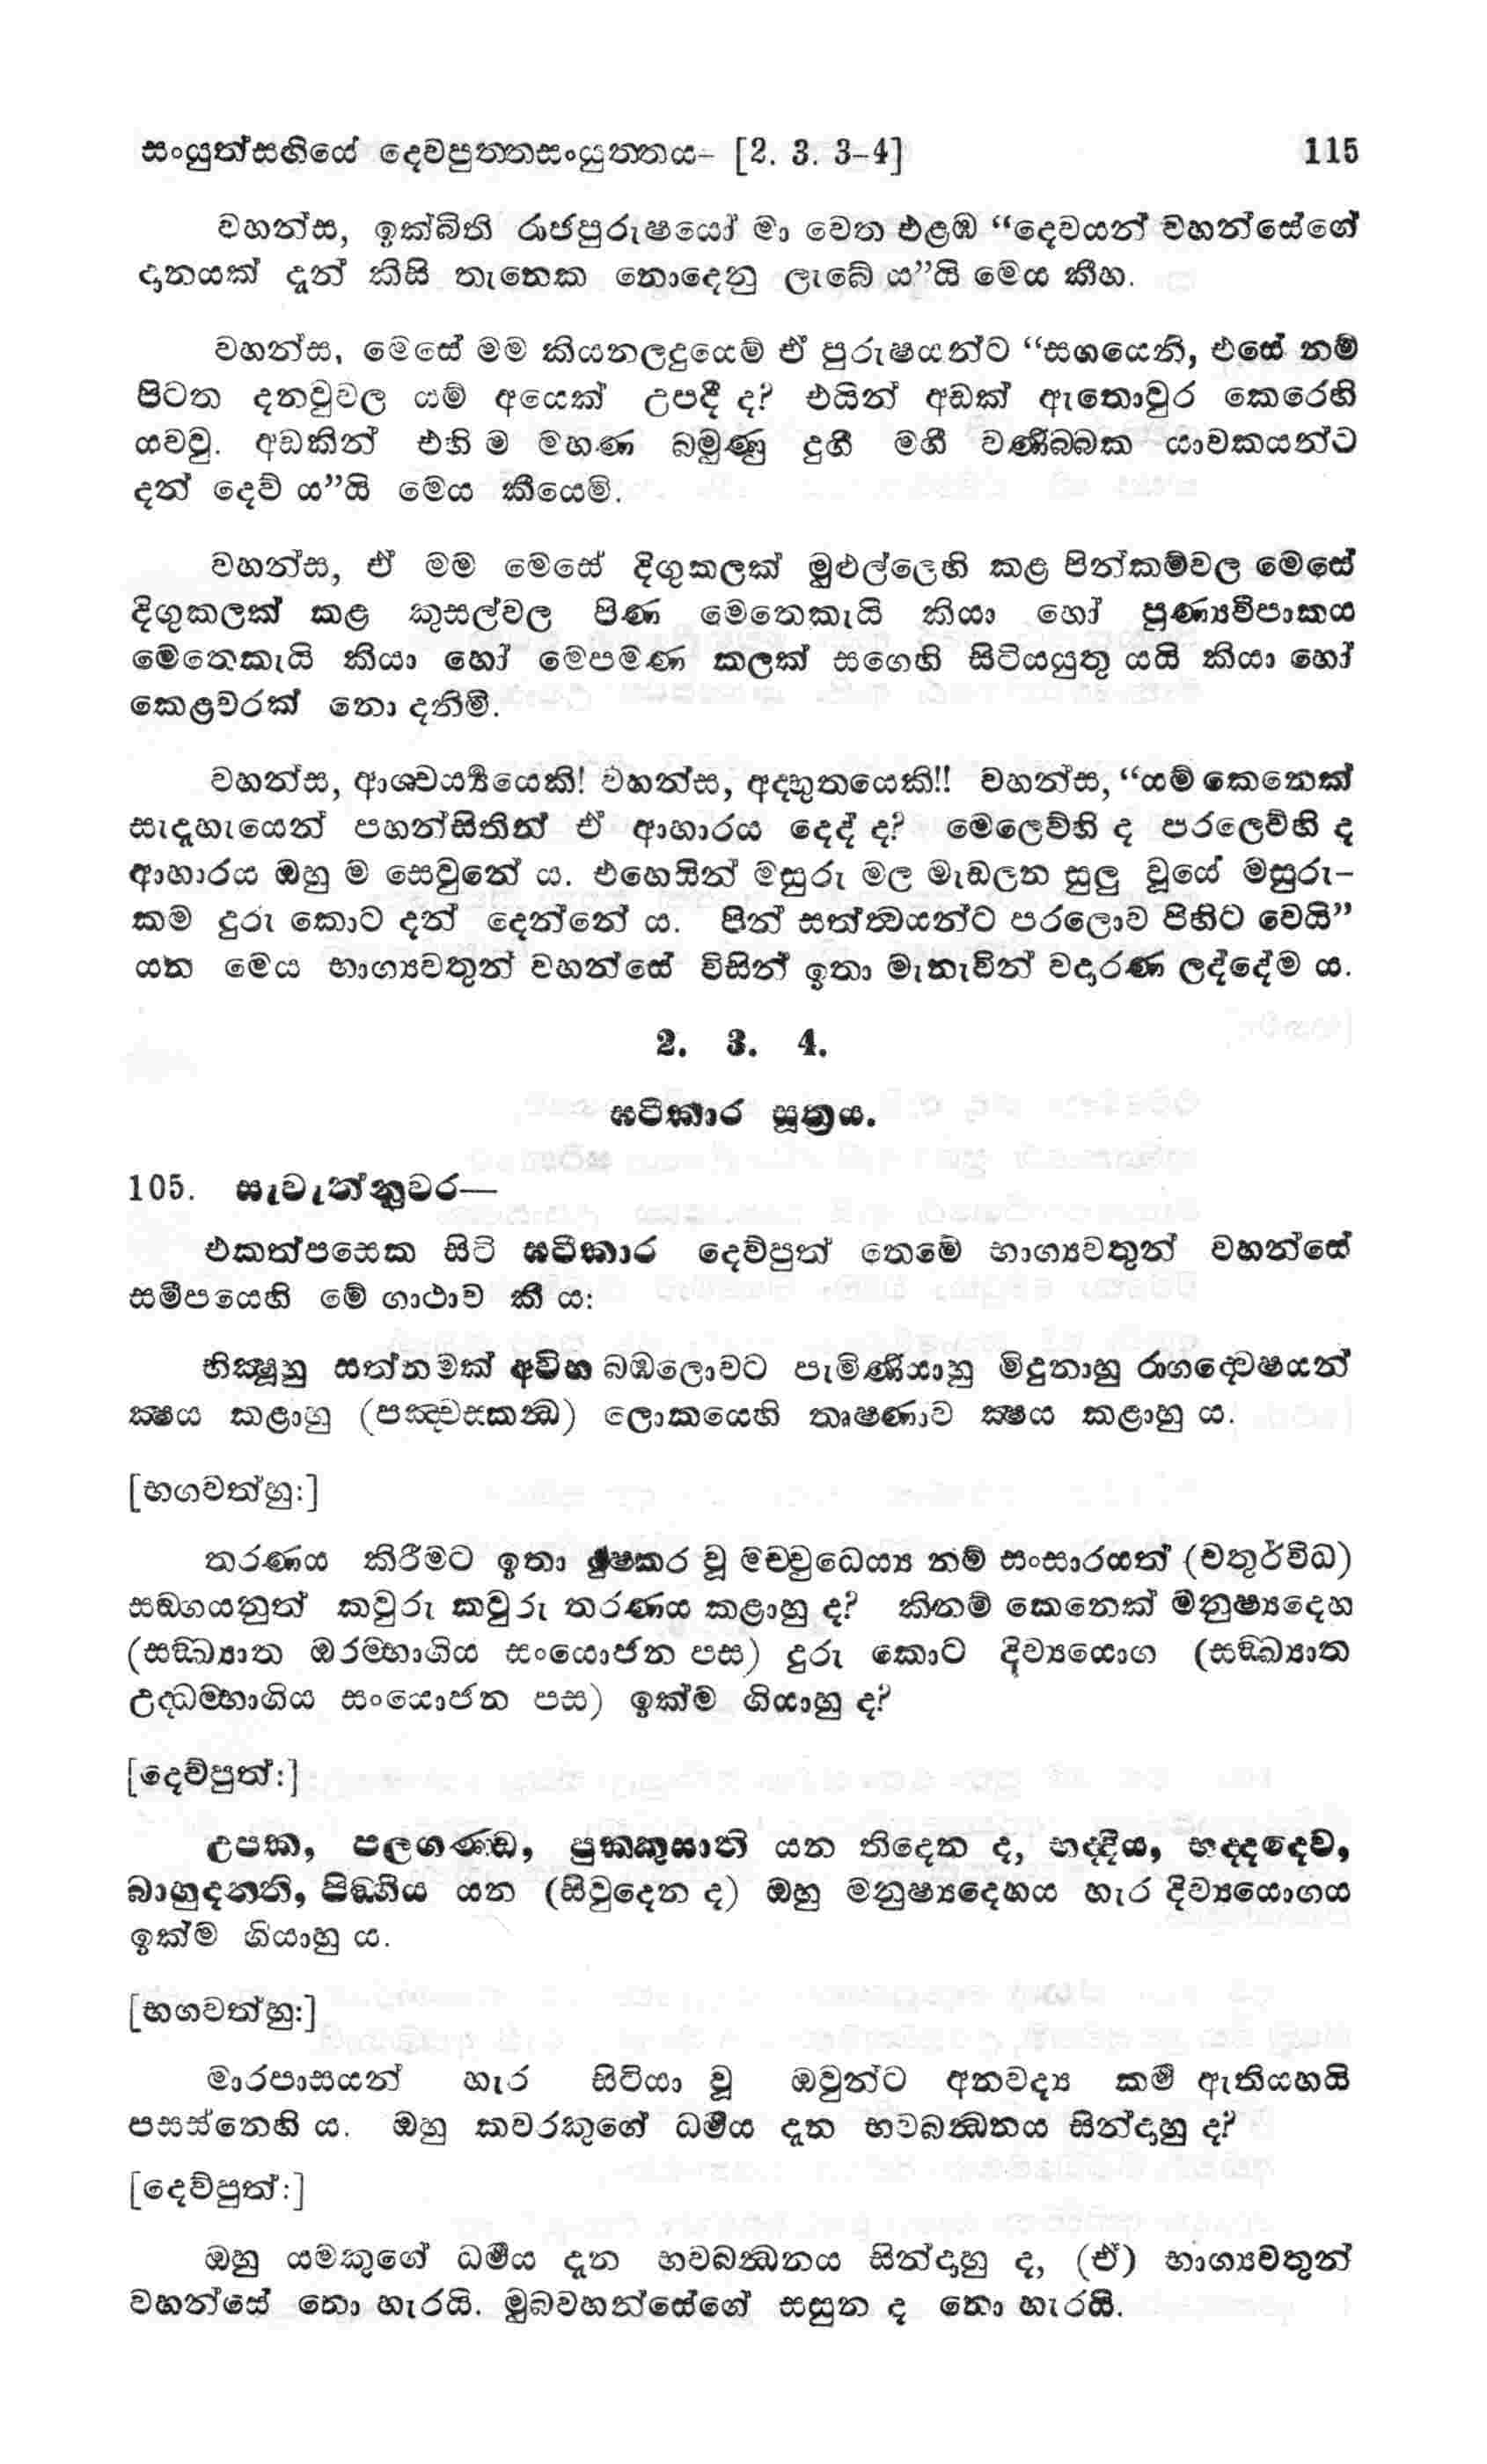 සංයුත්සඟියේ දෙවපුත්තසංයුත්තය– [2. 3. 3–4] 115
වහන්ස, ඉක්බිති රාජපුරුෂයෝ මා වෙත එළඹ “දෙවයන් වහන්සේගේ
දානයක් දැන් කිසි තැනෙක නොදෙනු ලැබේ ය”යි මෙය කීහ.
වහන්ස, මෙසේ මම කියනලදුයෙම් ඒ පුරුෂයන්ට “සගයෙනි, එසේ නම්
පිටත දනව්වල යම් අයෙක් උපදී ද? එයින් අඩක් ඇතොවුර කෙරෙහි
යවවු. අඩකින් එහි ම මහණ බමුණු දුගී මගී වණිබ්බක යාචකයන්ට
දන් දෙව් ය”යි මෙය කීයෙමි.
වහන්ස, ඒ මම මෙසේ දිගුකලක් මුළුල්ලෙහි කළ පින්කම්වල මෙසේ
දිගුකලක් කළ කුසල්වල පිණ මෙතෙකැයි කියා හෝ පුණ්‍යවිපාකය
මෙතෙකැයි කියා හෝ මෙපමණ කලක් සගෙහි සිටියයුතු යයි කියා හෝ
කෙළවරක් නො දනිමි.
වහන්ස, ආශ්චර්‍ය්‍යයෙකි! වහන්ස, අද්භුතයෙකි!! වහන්ස, “යම් කෙනෙක්
සැදැහැයෙන් පහන්සිතින් ඒ ආහාරය දෙද් ද? මෙලෙව්හි ද පරලෙව්හි ද
ආහාරය ඔහු ම සෙවුනේ ය. එහෙයින් මසුරු මල මැඩලන සුලු වූයේ මසුරු–
කම දුරු කොට දන් දෙන්නේ ය. පින් සත්ත්‍වයන්ට පරලොව පිහිට වෙයි”
යන මෙය භාග්‍යවතුන් වහන්සේ විසින් ඉතා මැනැවින් වදාරණ ලද්දේම ය.
2. 3. 4.
ඝටීකාර සූත්‍රය.
105. සැවැත්නුවර—
එකත්පසෙක සිටි ඝටීකාර දෙව්පුත් තෙමේ භාග්‍යවතුන් වහන්සේ
සමීපයෙහි මේ ගාථාව කී ය:
භික්ෂූහු සත්නමක් අවිහ බඹලොවට පැමිණියාහු මිදුනාහු රාගද්වෙෂයන්
ක්ෂය කළාහු (පඤ්චස්කන්ධ) ලොකයෙහි තෘෂ්ණාව ක්ෂය කළාහු ය.
[භගවත්හු:]
තරණය කිරීමට ඉතා දුෂ්කර වූ මච්චුධෙය්‍ය නම් සංසාරයත් (චතුර්විධ)
සඞ්ගයනුත් කවුරු කවුරු තරණය කළාහු ද? කිනම් කෙනෙක් මනුෂ්‍යදෙහ
(සඞ්ඛ්‍යාත ඔරම්භාගිය සංයොජන පස) දුරු කොට දිව්‍යයොග (සඞ්ඛ්‍යාත
උද්ධම්භාගිය සංයොජන පස) ඉක්ම ගියාහු ද?
[දෙව්පුත්:]
උපක, පලගණ්ඩ, පුක්කුසාති යන තිදෙන ද, භද්දිය, භද්දදෙව,
බාහුදන්ති, පිඞ්ගිය යන (සිවුදෙන ද) ඔහු මනුෂ්‍යදෙහය හැර දිව්‍යයොගය
ඉක්ම ගියාහු ය.
[භගවත්හු:]
මාරපාසයන් හැර සිටියා වූ ඔවුන්ට අනවද්‍ය කර්‍ම ඇතියහයි
පසස්නෙහි ය. ඔහු කවරකුගේ ධර්‍මය දැන භවබන්ධනය සින්දාහු ද?
[දෙව්පුත්:]
ඔහු යමකුගේ ධර්‍මය දැන භවබන්ධනය සින්දාහු ද, (ඒ) භාග්‍යවතුන්
වහන්සේ නො හැරයි. මුබවහන්සේගේ සසුන ද නො හැරයි.